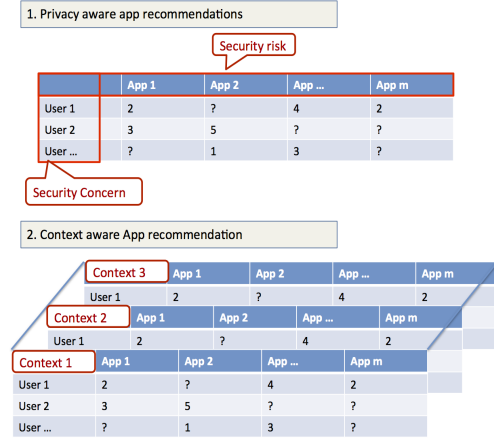 1. Privacy aware app recommendations
Security risk
App 1 App 2 App ... App m
User 1 2 ? 4 2
User 2 3 5 ? ?
User ... ? 1 3 ?
Security Concern
2. Context aware App recommendation
Context 3 App 1 App 2 App ... App m
User 1 2 ? 4 2
Context 2 App 1 App 2 App ... App m
User 1 2 ? 4 2
Context 1 App 1 App 2 App ... App m
User 1 2 ? 4 2
User 2 3 5 ? ?
User ... ? 1 3 ?